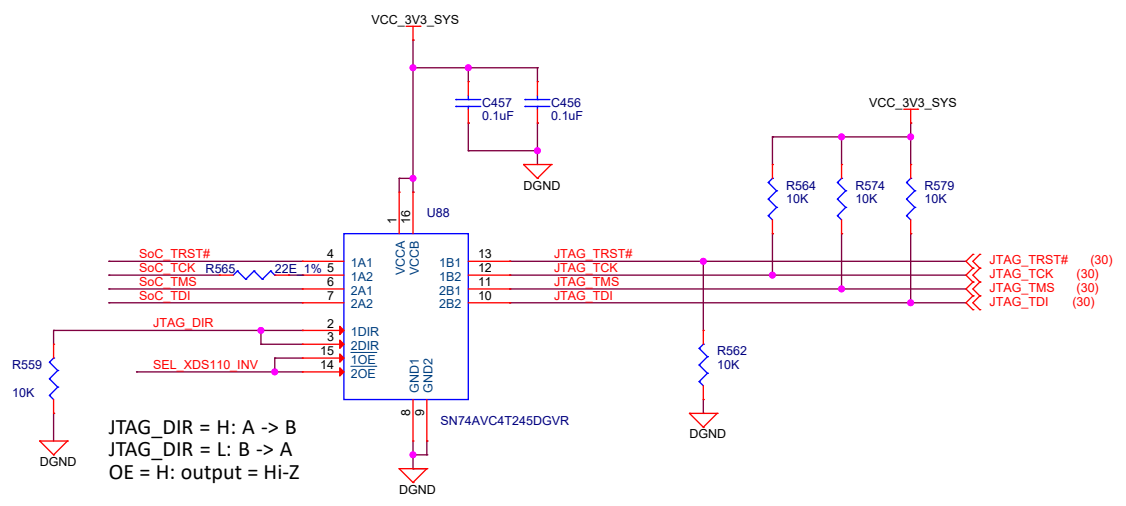 VCC_3V3_SYS
C457
0.1uF
C456
0.1uF
DGND
VCC_3V3_SYS
R564
10K
R574
10K
R579
10K
1
16
U88
VCCA
VCCB
SoC_TRST#
4
1A1
1B1
13
JTAG_TRST#
JTAG_TRST# (30)
SoC_TCK
R565
22E 1%
5
1A2
1B2
12
JTAG_TCK
JTAG_TCK (30)
SoC_TMS
6
2A1
2B1
11
JTAG_TMS
JTAG_TMS (30)
SoC_TDI
7
2A2
2B2
10
JTAG_TDI
JTAG_TDI (30)
JTAG_DIR
2
1DIR
3
2DIR
15
1OE
SEL_XDS110_INV
14
2OE
R559
10K
DGND
GND1
GND2
8
9
SN74AVC4T245DGVR
DGND
R562
10K
DGND
JTAG_DIR = H: A -> B
JTAG_DIR = L: B -> A
OE = H: output = Hi-Z